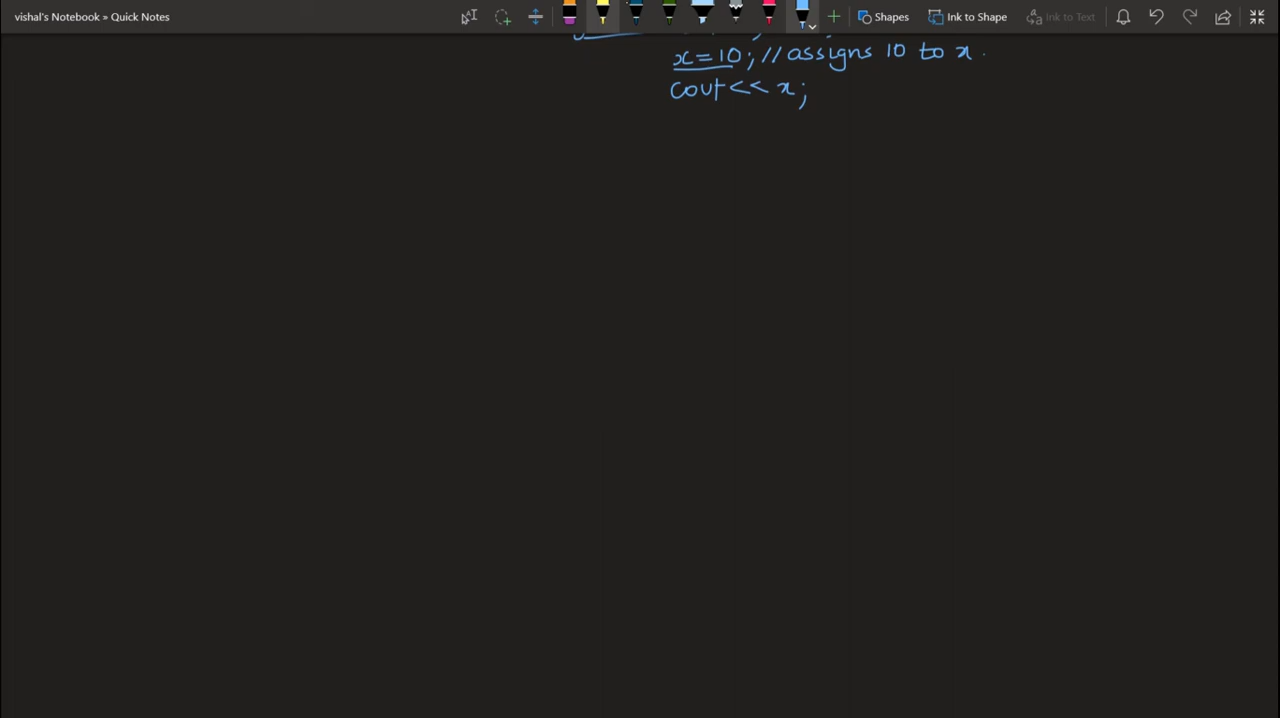 vishal's Notebook » Quick Notes
Shapes
Ink to Shape
Ink to Text
x=10; // assigns 10 to x.
cout<< x;